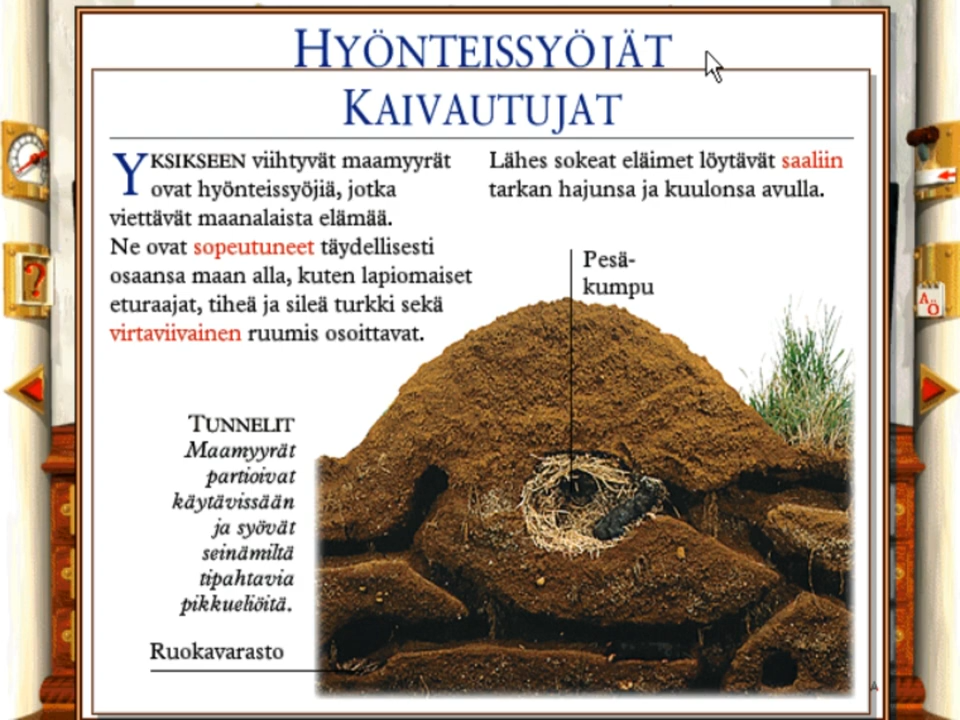 HYÖNTEISSYÖJÄT
KAIVAUTUJAT
YKSIKSEEN viihtyvät maamyyrät
ovat hyönteissyöjiä, jotka
viettävät maanalaista elämää.
Ne ovat sopeutuneet täydellisesti
osaansa maan alla, kuten lapiomaiset
eturaajat, tiheä ja sileä turkki sekä
virtaviivainen ruumis osoittavat.
Lähes sokeat eläimet löytävät saaliin
tarkan hajunsa ja kuulonsa avulla.
Pesä-
kumpu
TUNNELIT
Maamyyrät
partioivat
käytävissään
ja syövät
seinämiltä
tipahtavia
pikkueliöitä.
Ruokavarasto
?
A
Ö
A